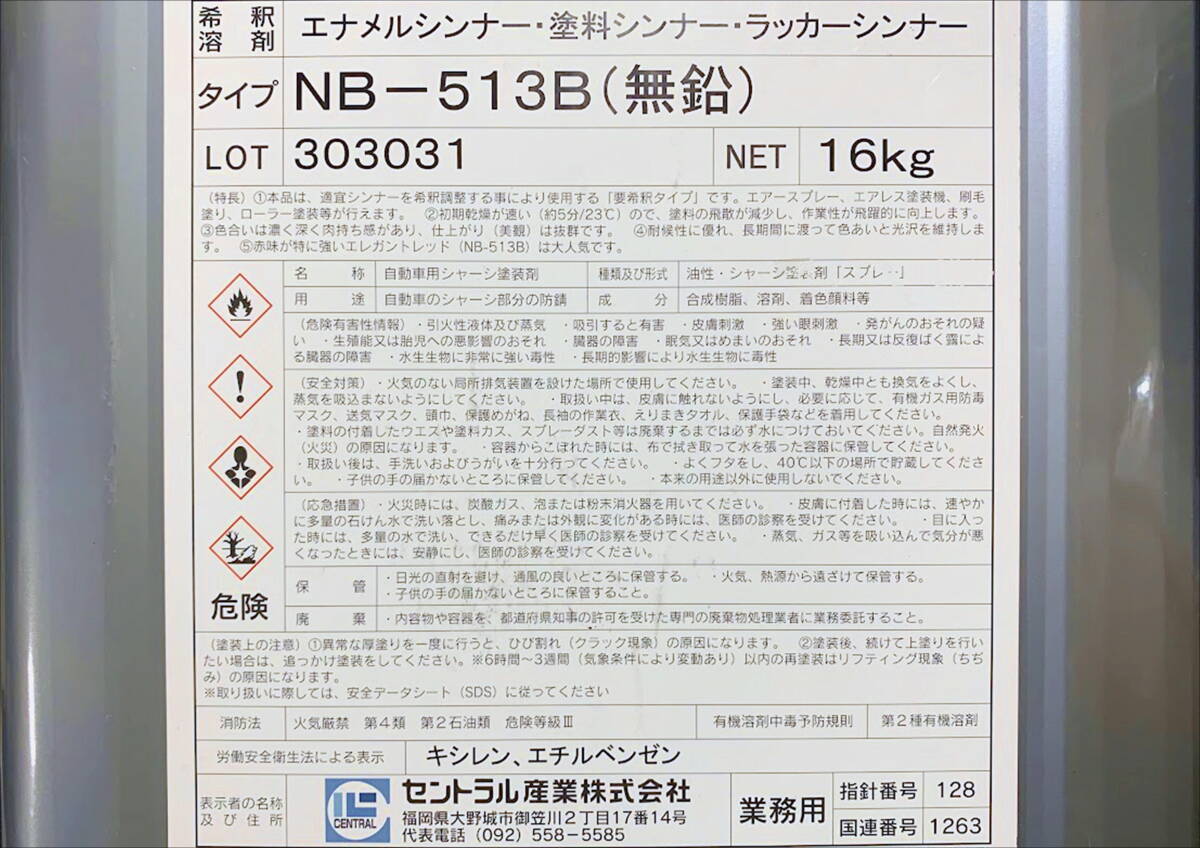 希釈 溶剤 エナメルシンナー・塗料シンナー・ラッカーシンナー
タイプ NB－513B（無鉛）
LOT 303031 NET 16kg
（特長）①本品は、適宜シンナーを希釈調整する事により使用する「要希釈タイプ」です。エアースプレー、エアレス塗装機、刷毛
塗り、ローラー塗装等が行えます。 ②初期乾燥が速い（約5分/23℃）ので、塗料の飛散が減少し、作業性が飛躍的に向上します。
③色合いは濃く深く肉持ち感があり、仕上がり（美観）は抜群です。 ④耐候性に優れ、長期間に渡って色あいと光沢を維持しま
す。 ⑤赤味が特に強いエレガントレッド（NB-513B）は大人気です。
名称 自動車用シャーシ塗装剤 種類及び形式 油性・シャーシ塗装剤「スプレー」
用途 自動車のシャーシ部分の防錆 成分 合成樹脂、溶剤、着色顔料等
（危険有害性情報）・引火性液体及び蒸気 ・吸引すると有害 ・皮膚刺激 ・強い眼刺激 ・発がんのおそれの疑
い ・生殖能又は胎児への悪影響のおそれ ・臓器の障害 ・眠気又はめまいのおそれ ・長期又は反復ばく露によ
る臓器の障害 ・水生生物に非常に強い毒性 ・長期的影響により水生生物に毒性
（安全対策）・火気のない局所排気装置を設けた場所で使用してください。 ・塗装中、乾燥中とも換気をよくし、
蒸気を吸込まないようにしてください。 ・取扱い中は、皮膚に触れないようにし、必要に応じて、有機ガス用防毒
マスク、送気マスク、頭巾、保護めがね、長袖の作業衣、えりまきタオル、保護手袋などを着用してください。
・塗料の付着したウエスや塗料カス、スプレーダスト等は廃棄するまでは必ず水につけておいてください。自然発火
（火災）の原因になります。 ・容器からこぼれた時には、布で拭き取って水を張った容器に保管してください。
・取扱い後は、手洗いおよびうがいを十分行ってください。 ・よくフタをし、40℃以下の場所で貯蔵してくださ
い。 ・子供の手の届かないところに保管してください。 ・本来の用途以外に使用しないでください。
（応急措置）・火災時には、炭酸ガス、泡または粉末消火器を用いてください。 ・皮膚に付着した時には、速やか
に多量の石けん水で洗い落とし、痛みまたは外観に変化がある時には、医師の診察を受けてください。 ・目に入っ
た時には、多量の水で洗い、できるだけ早く医師の診察を受けてください。 ・蒸気、ガス等を吸い込んで気分が悪
くなったときには、安静にし、医師の診察を受けてください。
危険
保管 ・日光の直射を避け、通風の良いところに保管する。 ・火気、熱源から遠ざけて保管する。
・子供の手の届かないところに保管すること。
廃棄 ・内容物や容器を、都道府県知事の許可を受けた専門の廃棄物処理業者に業務委託すること。
（塗装上の注意）①異常な厚塗りを一度に行うと、ひび割れ（クラック現象）の原因になります。 ②塗装後、続けて上塗りを行い
たい場合は、追っかけ塗装をしてください。※6時間～3週間（気象条件により変動あり）以内の再塗装はリフティング現象（ちぢ
み）の原因になります。
※取り扱いに際しては、安全データシート（SDS）に従ってください
消防法 火気厳禁 第4類 第2石油類 危険等級Ⅲ 有機溶剤中毒予防規則 第2種有機溶剤
労働安全衛生法による表示 キシレン、エチルベンゼン
表示者の名称及び住所 CENTRAL セントラル産業株式会社
福岡県大野城市御笠川2丁目17番14号
代表電話（092）558－5585
業務用
指針番号 128
国連番号 1263